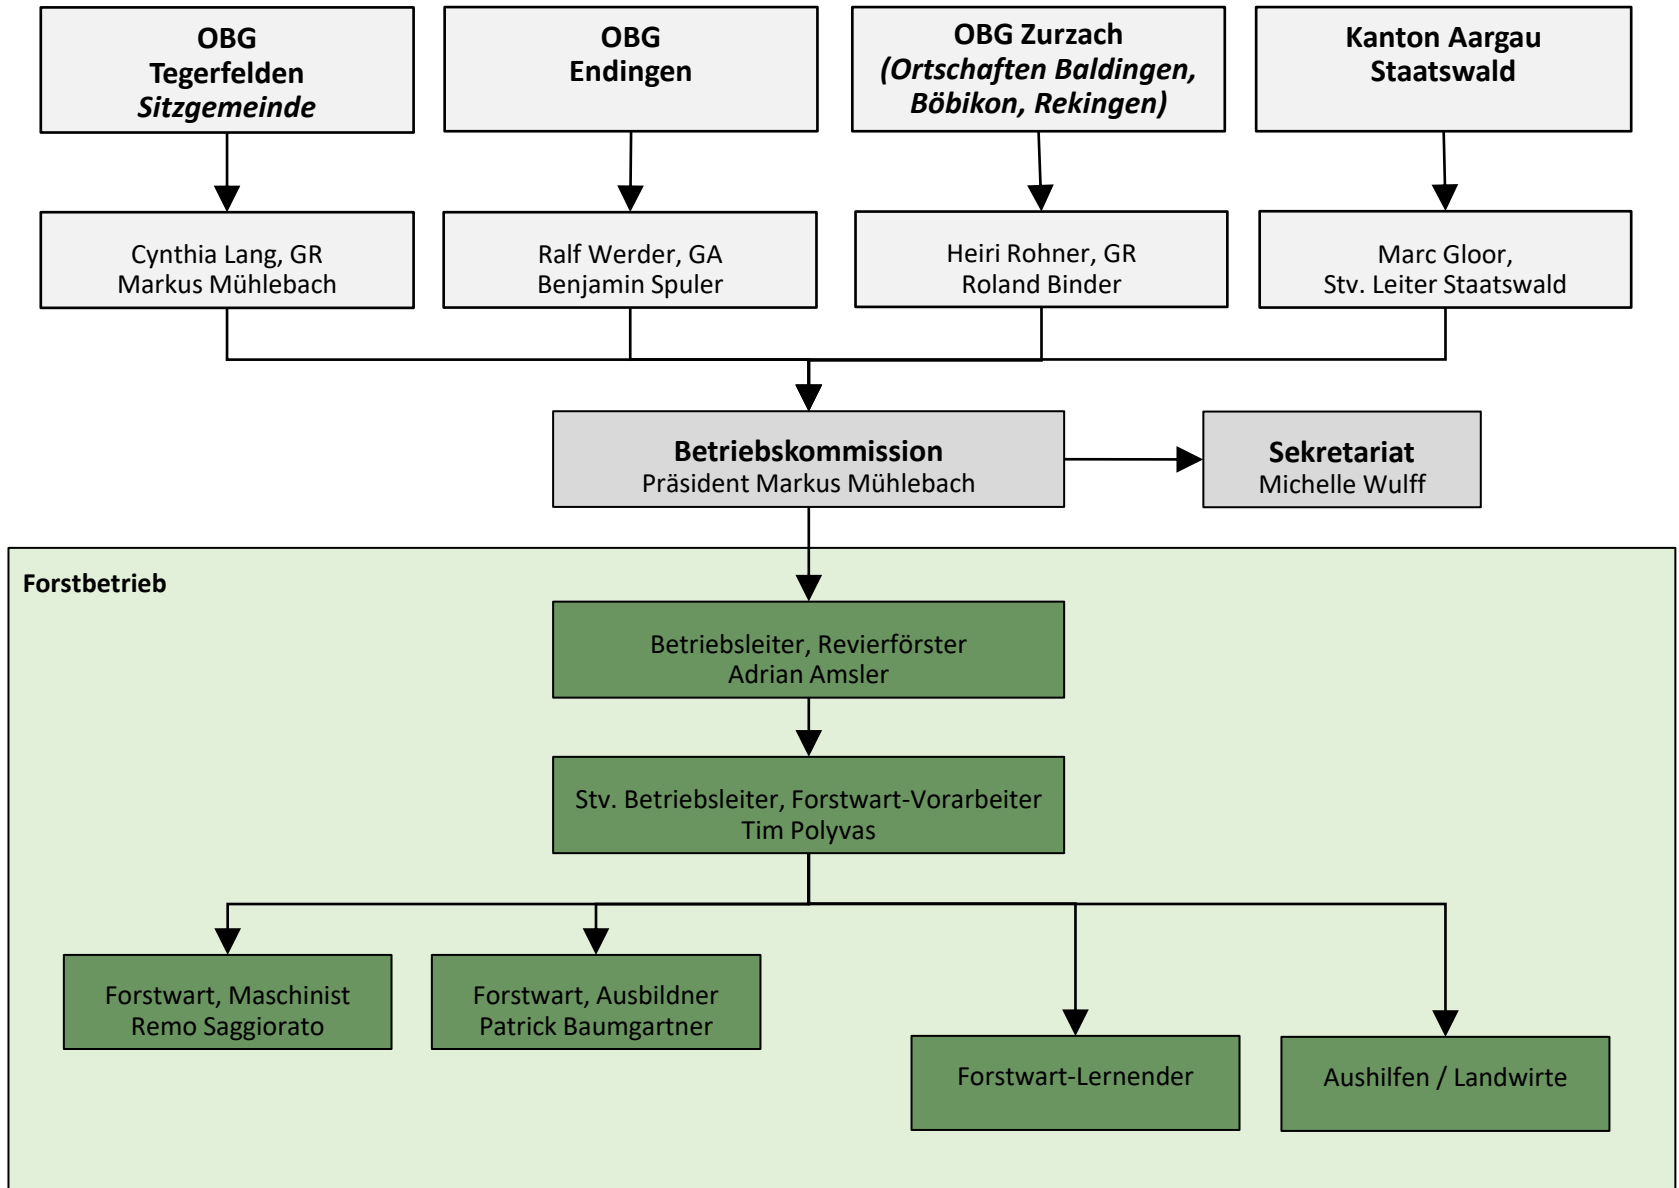 OBG
Tegerfelden
Sitzgemeinde
OBG
Endingen
OBG Zurzach
(Ortschaften Baldingen,
Böbikon, Rekingen)
Kanton Aargau
Staatswald
Cynthia Lang, GR
Markus Mühlebach
Ralf Werder, GA
Benjamin Spuler
Heiri Rohner, GR
Roland Binder
Marc Gloor,
Stv. Leiter Staatswald
Betriebskommission
Präsident Markus Mühlebach
Sekretariat
Michelle Wulff
Forstbetrieb
Betriebsleiter, Revierförster
Adrian Amsler
Stv. Betriebsleiter, Forstwart-Vorarbeiter
Tim Polyvas
Forstwart, Maschinist
Remo Saggiorato
Forstwart, Ausbildner
Patrick Baumgartner
Forstwart-Lernender
Aushilfen / Landwirte